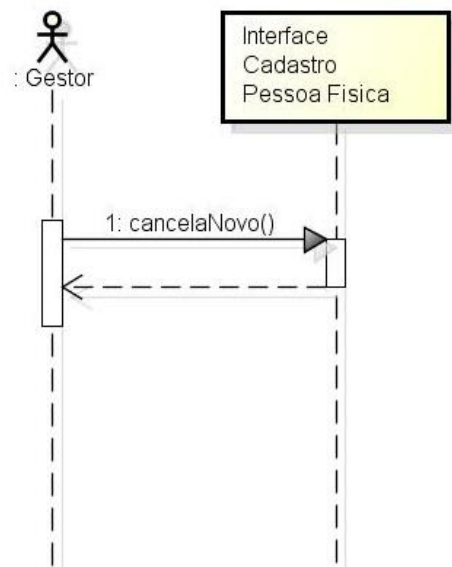 : Gestor
Interface
Cadastro
Pessoa Fisica
1: cancelaNovo()